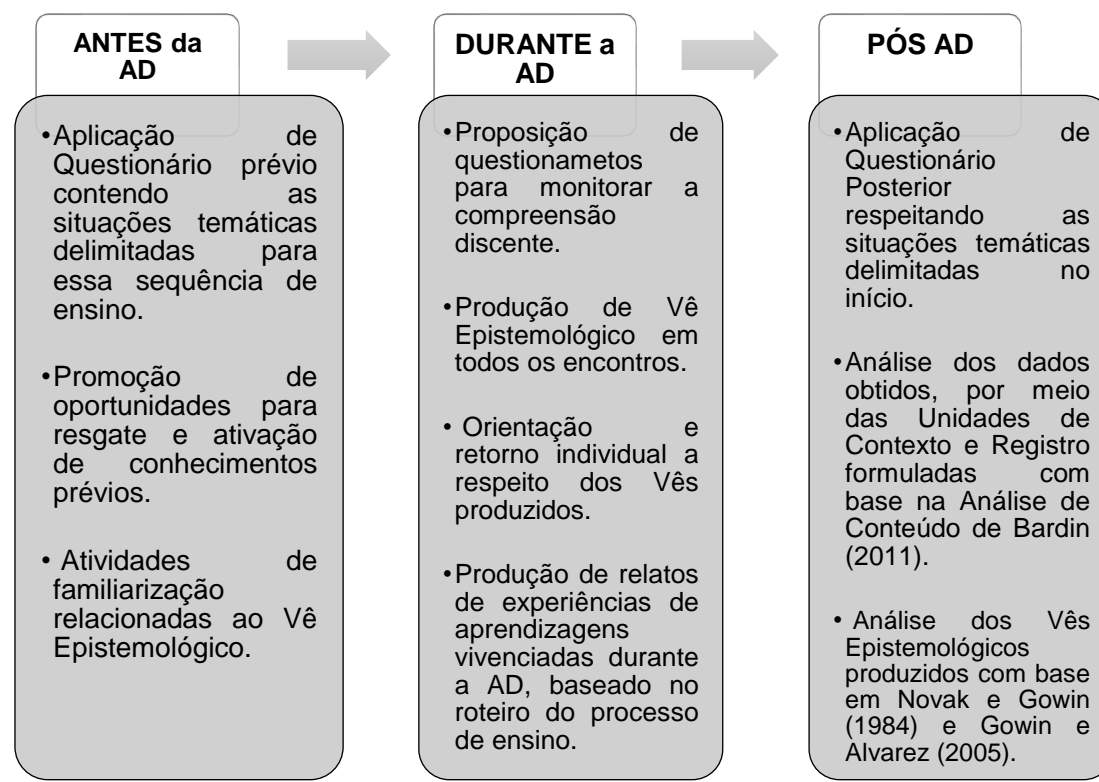 ANTES da
AD
•Aplicação de
Questionário prévio
contendo as
situações temáticas
delimitadas para
essa sequência de
ensino.
•Promoção de
oportunidades para
resgate e ativação
de conhecimentos
prévios.
• Atividades de
familiarização
relacionadas ao Vê
Epistemológico.
DURANTE a
AD
•Proposição de
questionametos
para monitorar a
compreensão
discente.
•Produção de Vê
Epistemológico em
todos os encontros.
• Orientação e
retorno individual a
respeito dos Vês
produzidos.
•Produção de relatos
de experiências de
aprendizagens
vivenciadas durante
a AD, baseado no
roteiro do processo
de ensino.
PÓS AD
•Aplicação de
Questionário
Posterior
respeitando as
situações temáticas
delimitadas no
início.
•Análise dos dados
obtidos, por meio
das Unidades de
Contexto e Registro
formuladas com
base na Análise de
Conteúdo de Bardin
(2011).
• Análise dos Vês
Epistemológicos
produzidos com base
em Novak e Gowin
(1984) e Gowin e
Alvarez (2005).